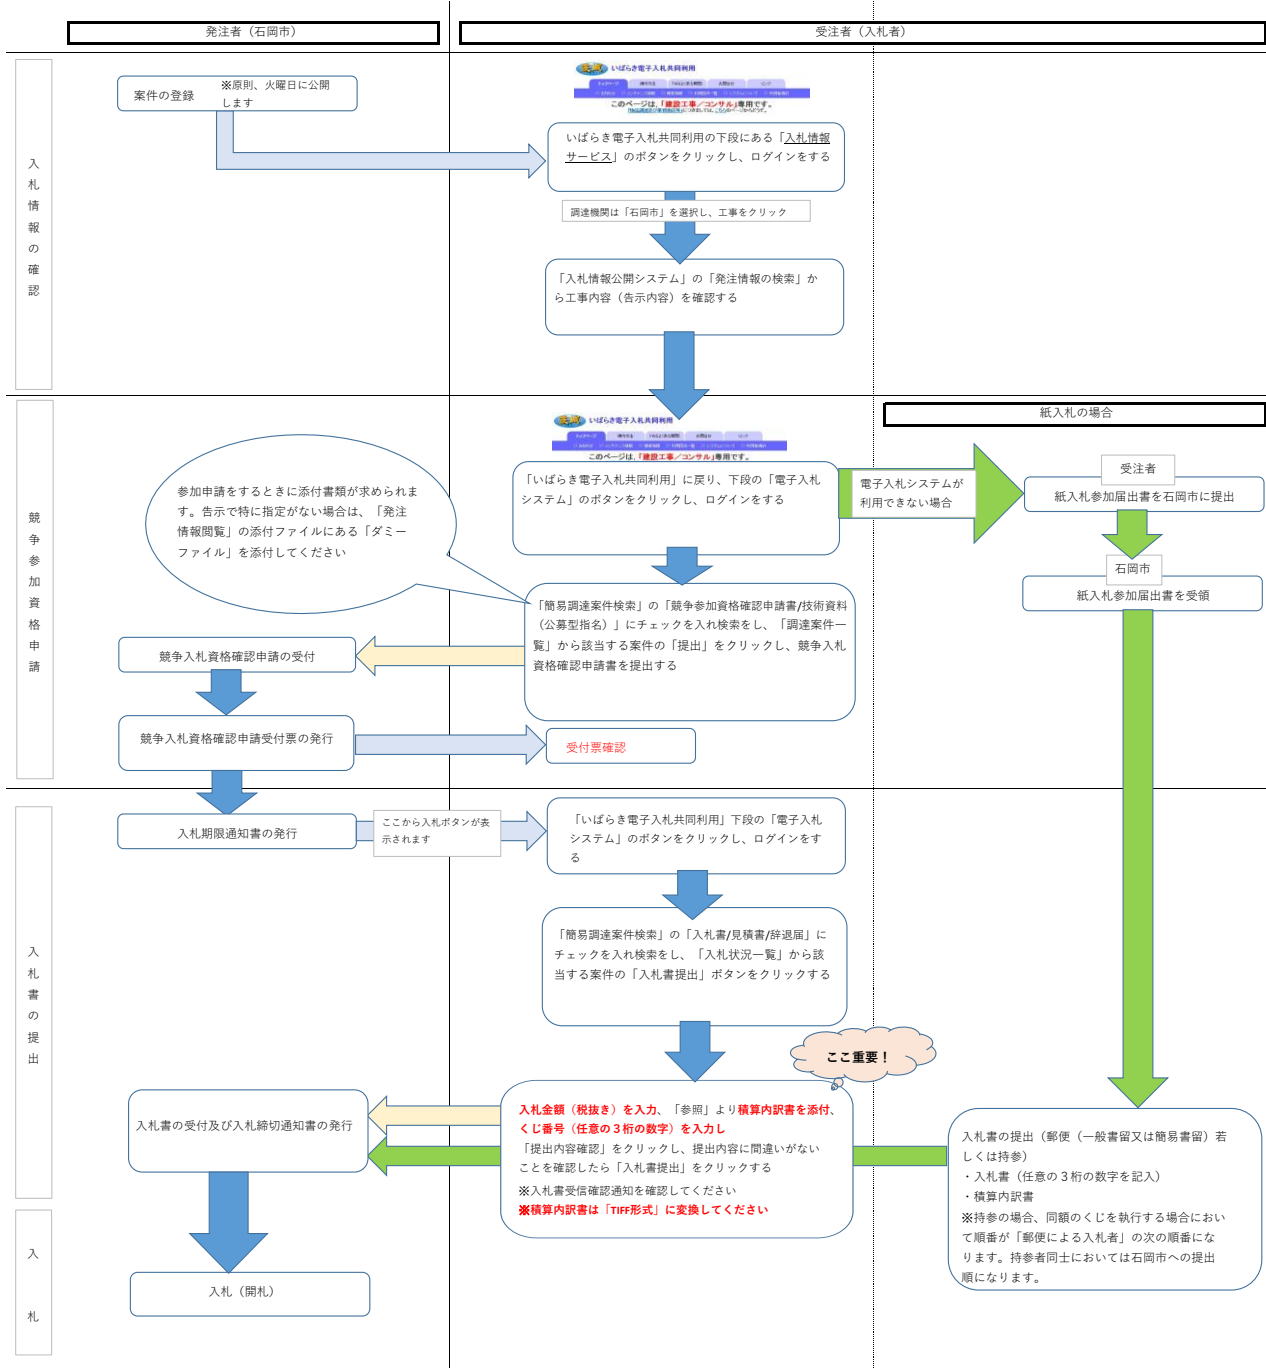 発注者（石岡市）
受注者（入札者）
入札情報の確認
案件の登録
※原則、火曜日に公開
します
いばらき電子入札共同利用
このページは、「建設工事／コンサル」専用です。
いばらき電子入札共同利用の下段にある「入札情報
サービス」のボタンをクリックし、ログインをする
調達機関は「石岡市」を選択し、工事をクリック
「入札情報公開システム」の「発注情報の検索」か
ら工事内容（告示内容）を確認する
競争参加資格申請
紙入札の場合
いばらき電子入札共同利用
このページは、「建設工事／コンサル」専用です。
参加申請をするときに添付書類が求められま
す。告示で特に指定がない場合は、「発注
情報閲覧」の添付ファイルにある「ダミー
ファイル」を添付してください
「いばらき電子入札共同利用」に戻り、下段の「電子入札
システム」のボタンをクリックし、ログインをする
電子入札システムが
利用できない場合
受注者
紙入札参加届出書を石岡市に提出
石岡市
紙入札参加届出書を受領
「簡易調達案件検索」の「競争参加資格確認申請書/技術資料
（公募型指名）」にチェックを入れ検索をし、「調達案件一
覧」から該当する案件の「提出」をクリックし、競争入札
資格確認申請書を提出する
競争入札資格確認申請の受付
競争入札資格確認申請受付票の発行
受付票確認
入札書の提出
入札期限通知書の発行
ここから入札ボタンが表
示されます
「いばらき電子入札共同利用」下段の「電子入札
システム」のボタンをクリックし、ログインをす
る
「簡易調達案件検索」の「入札書/見積書/辞退届」に
チェックを入れ検索をし、「入札状況一覧」から該
当する案件の「入札書提出」ボタンをクリックする
ここ重要！
入札金額（税抜き）を入力、「参照」より積算内訳書を添付、
くじ番号（任意の３桁の数字）を入力し
「提出内容確認」をクリックし、提出内容に間違いがない
ことを確認したら「入札書提出」をクリックする
※入札書受信確認通知を確認してください
※積算内訳書は「TIFF形式」に変換してください
入札書の受付及び入札締切通知書の発行
入札書の提出（郵便（一般書留又は簡易書留）若
しくは持参）
・入札書（任意の３桁の数字を記入）
・積算内訳書
※持参の場合、同額のくじを執行する場合におい
て順番が「郵便による入札者」の次の順番にな
ります。持参者同士においては石岡市への提出
順になります。
入札
入札（開札）